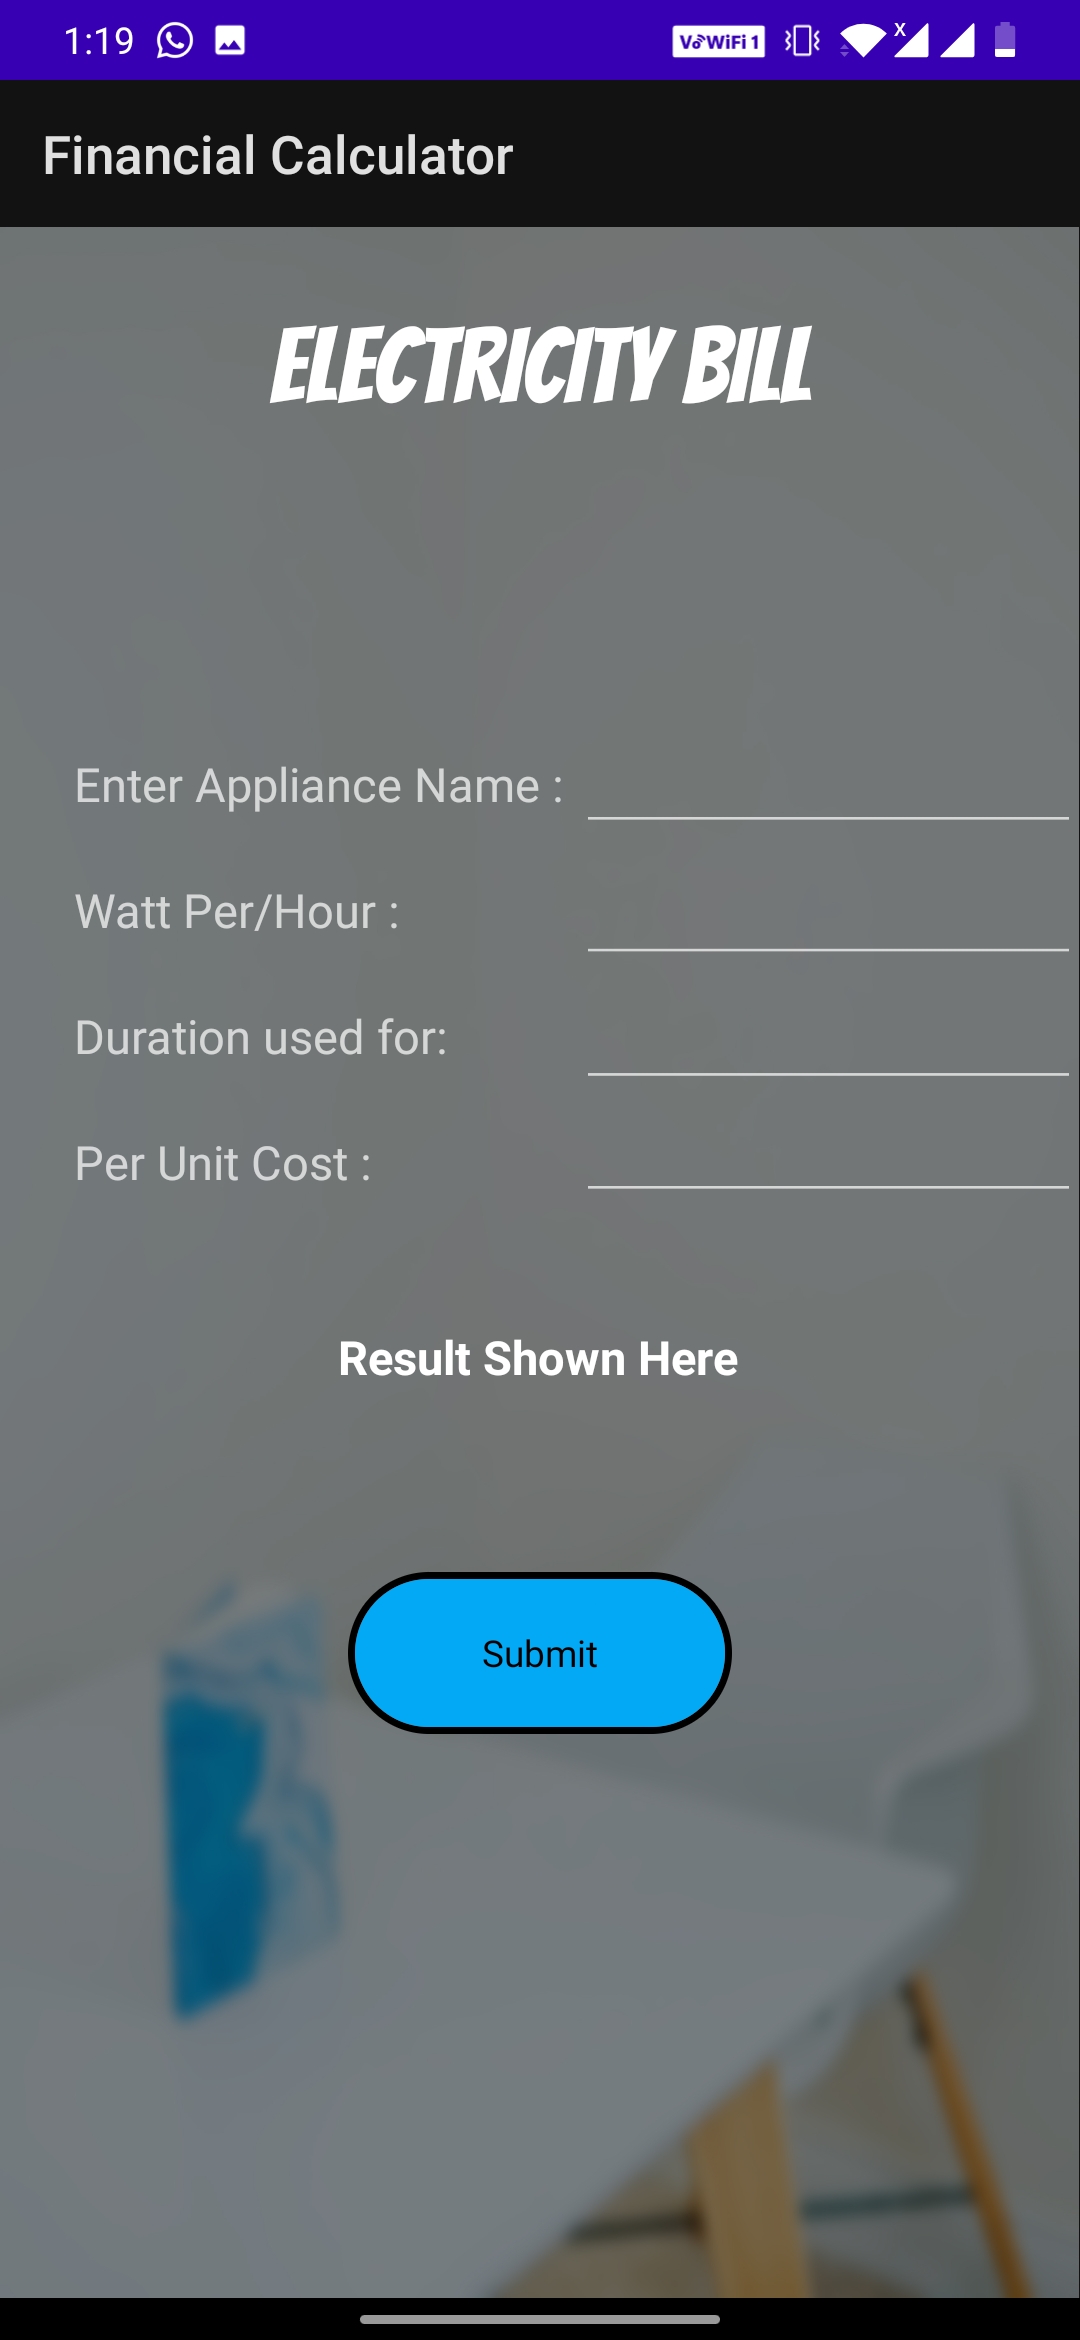 1:19 VoWiFi 1 X
Financial Calculator
ELECTRICITY BILL
Enter Appliance Name :
Watt Per/Hour :
Duration used for:
Per Unit Cost :
Result Shown Here
Submit